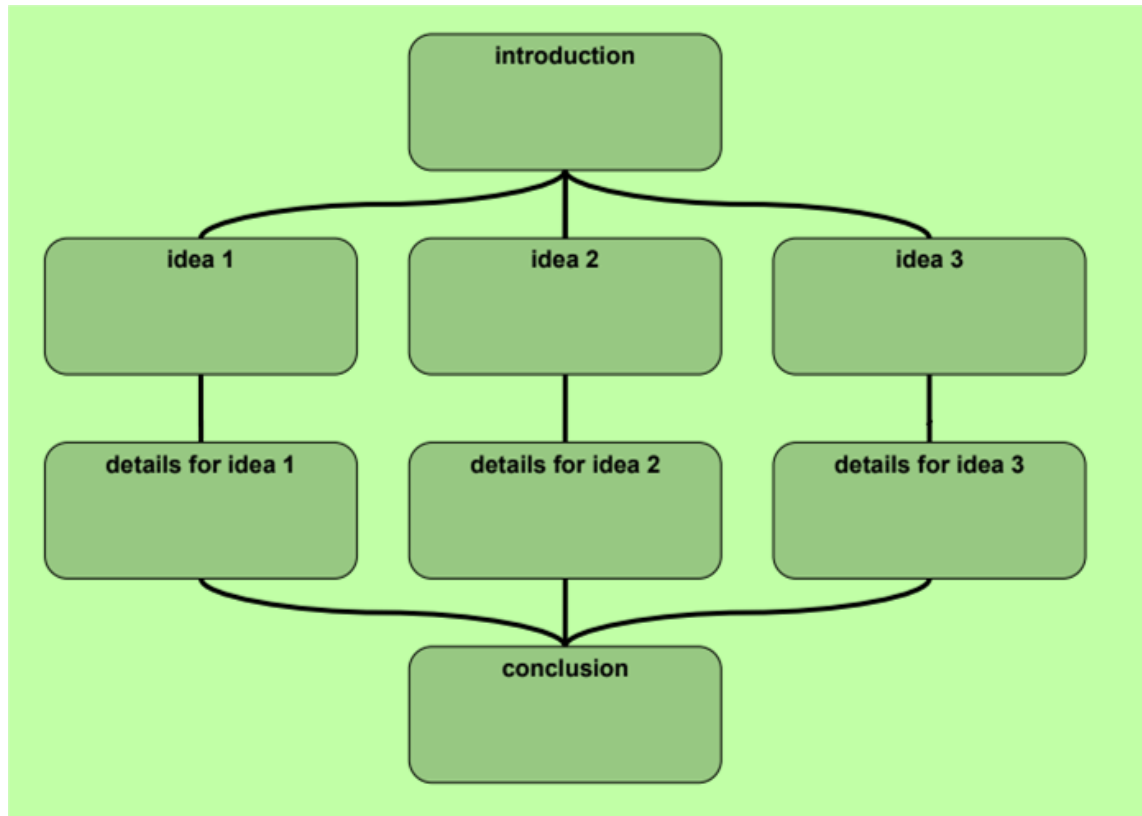 introduction
idea 1
idea 2
idea 3
details for idea 1
details for idea 2
details for idea 3
conclusion